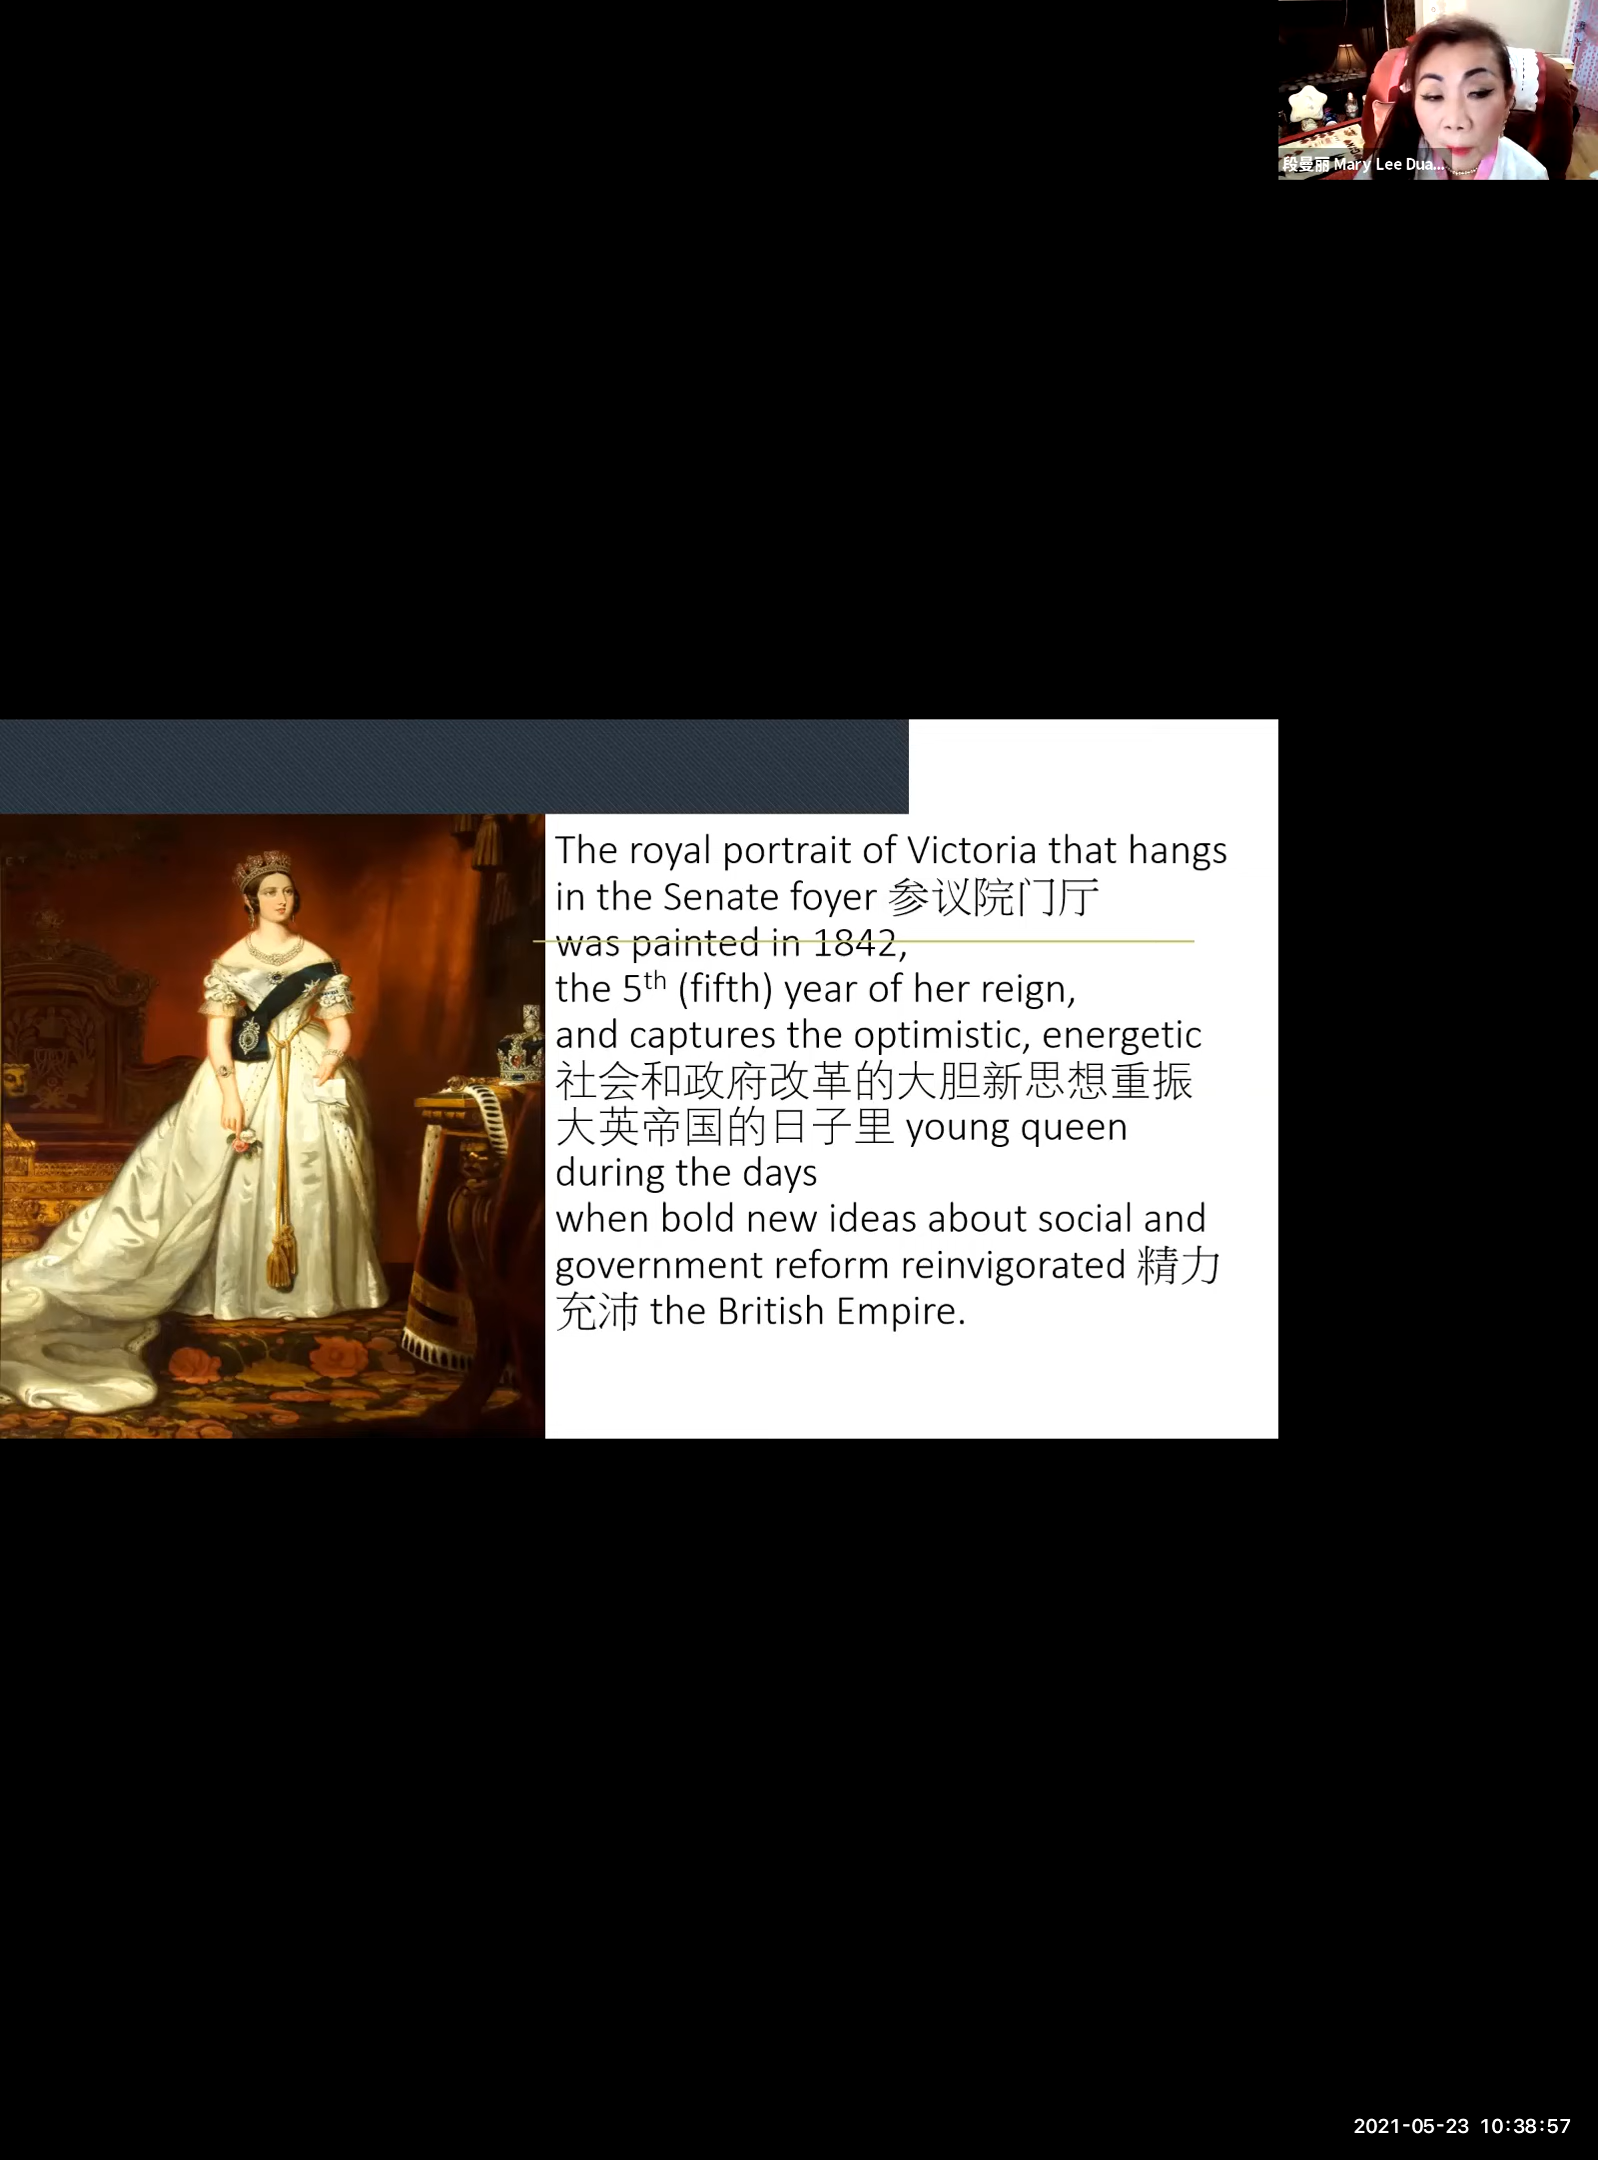 段曼丽 Mary Lee Dua...
The royal portrait of Victoria that hangs
in the Senate foyer 参议院门厅
was painted in 1842,
the 5th (fifth) year of her reign,
and captures the optimistic, energetic
社会和政府改革的大胆新思想重振
大英帝国的日子里 young queen
during the days
when bold new ideas about social and
government reform reinvigorated 精力
充沛 the British Empire.
2021-05-23 10:38:57